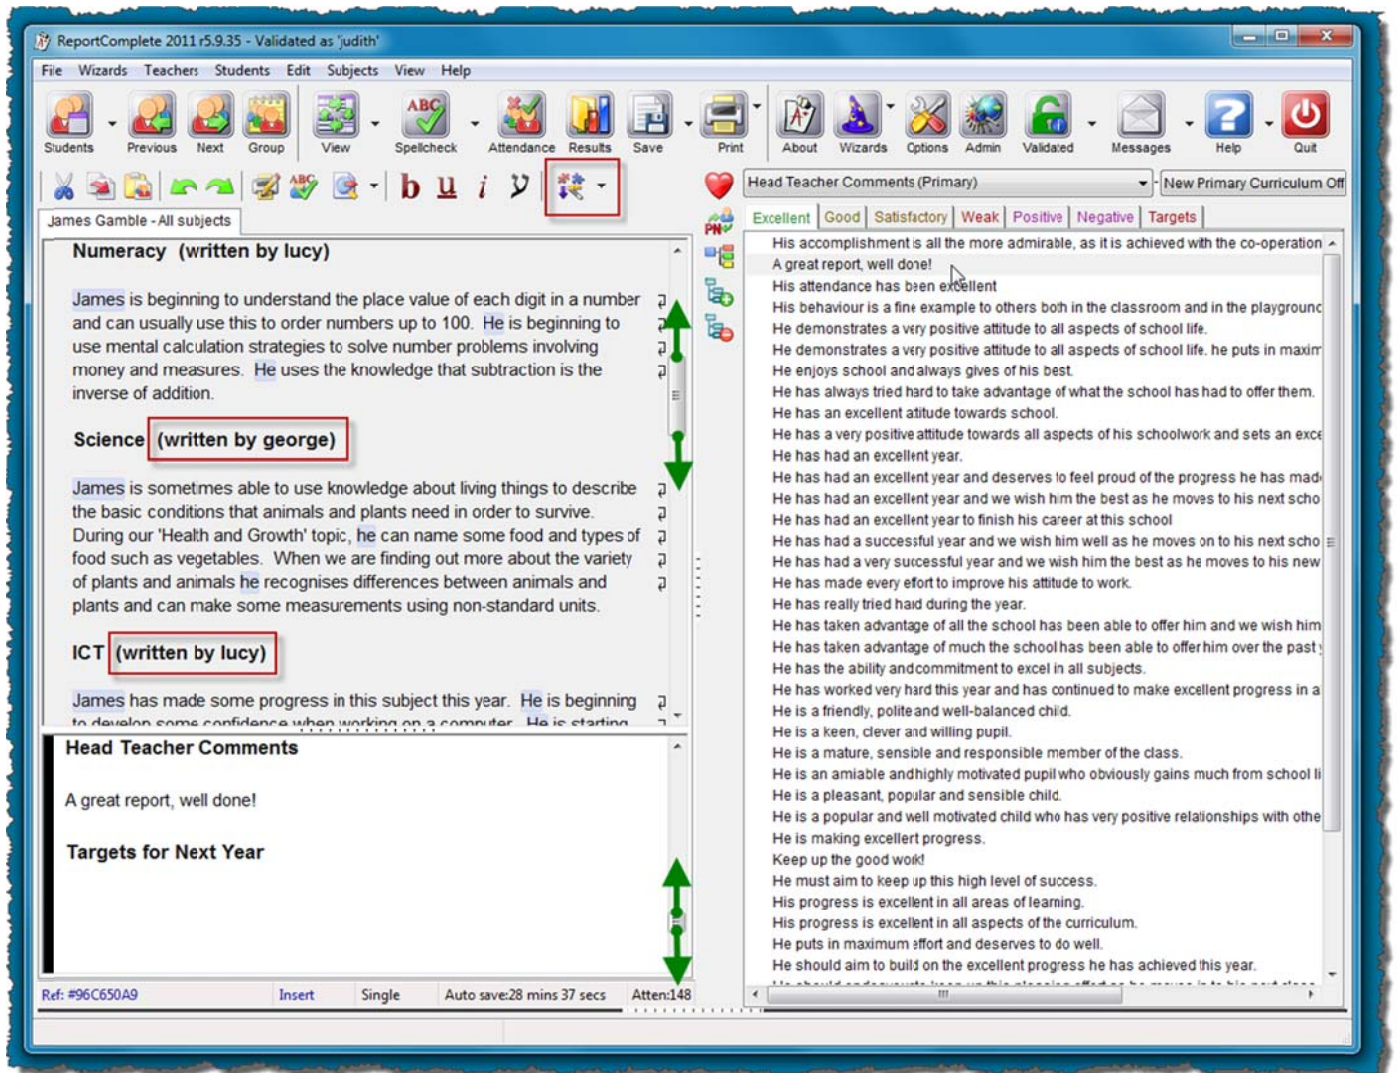 ReportComplete 2011 r5.9.35 - Validated as 'judith'
File Wizards Teachers Students Edit Subjects View Help
Students Previous Next Group View Spellcheck Attendance Results Save Print About Wizards Options Admin Validated Messages Help Quit
b u i
Head Teacher Comments (Primary) New Primary Curriculum Off
James Gamble - All subjects
Excellent Good Satisfactory Weak Positive Negative Targets
Numeracy (written by lucy)
James is beginning to understand the place value of each digit in a number
and can usually use this to order numbers up to 100. He is beginning to
use mental calculation strategies to solve number problems involving
money and measures. He uses the knowledge that subtraction is the
inverse of addition.
Science (written by george)
James is sometimes able to use knowledge about living things to describe
the basic conditions that animals and plants need in order to survive.
During our 'Health and Growth' topic, he can name some food and types of
food such as vegetables. When we are finding out more about the variety
of plants and animals he recognises differences between animals and
plants and can make some measurements using non-standard units.
ICT (written by lucy)
James has made some progress in this subject this year. He is beginning
to develop some confidence when working on a computer. He is starting
Head Teacher Comments
A great report, well done!
Targets for Next Year
Ref: #96C650A9 Insert Single Auto save:28 mins 37 secs Atten:148
PN
His accomplishment is all the more admirable, as it is achieved with the co-operation
A great report, well done!
His attendance has been excellent
His behaviour is a fine example to others both in the classroom and in the playground
He demonstrates a very positive attitude to all aspects of school life.
He demonstrates a very positive attitude to all aspects of school life. he puts in maxim
He enjoys school and always gives of his best.
He has always tried hard to take advantage of what the school has had to offer them.
He has an excellent atitude towards school.
He has a very positive attitude towards all aspects of his schoolwork and sets an exce
He has had an excellent year.
He has had an excellent year and deserves to feel proud of the progress he has mad
He has had an excellent year and we wish him the best as he moves to his next scho
He has had an excellent year to finish his career at this school
He has had a successful year and we wish him well as he moves on to his next scho
He has had a very successful year and we wish him the best as he moves to his new
He has made every efort to improve his attitude to work.
He has really tried hard during the year.
He has taken advantage of all the school has been able to offer him and we wish him
He has taken advantage of much the school has been able to offer him over the past
He has the ability and commitment to excel in all subjects.
He has worked very hard this year and has continued to make excellent progress in a
He is a friendly, polite and well-balanced child.
He is a keen, clever and willing pupil.
He is a mature, sensible and responsible member of the class.
He is an amiable and highly motivated pupil who obviously gains much from school li
He is a pleasant, popular and sensible child.
He is a popular and well motivated child who has very positive relationships with othe
He is making excellent progress.
Keep up the good work!
He must aim to keep up this high level of success.
His progress is excellent in all areas of learning.
His progress is excellent in all aspects of the curriculum.
He puts in maximum effort and deserves to do well.
He should aim to build on the excellent progress he has achieved this year.